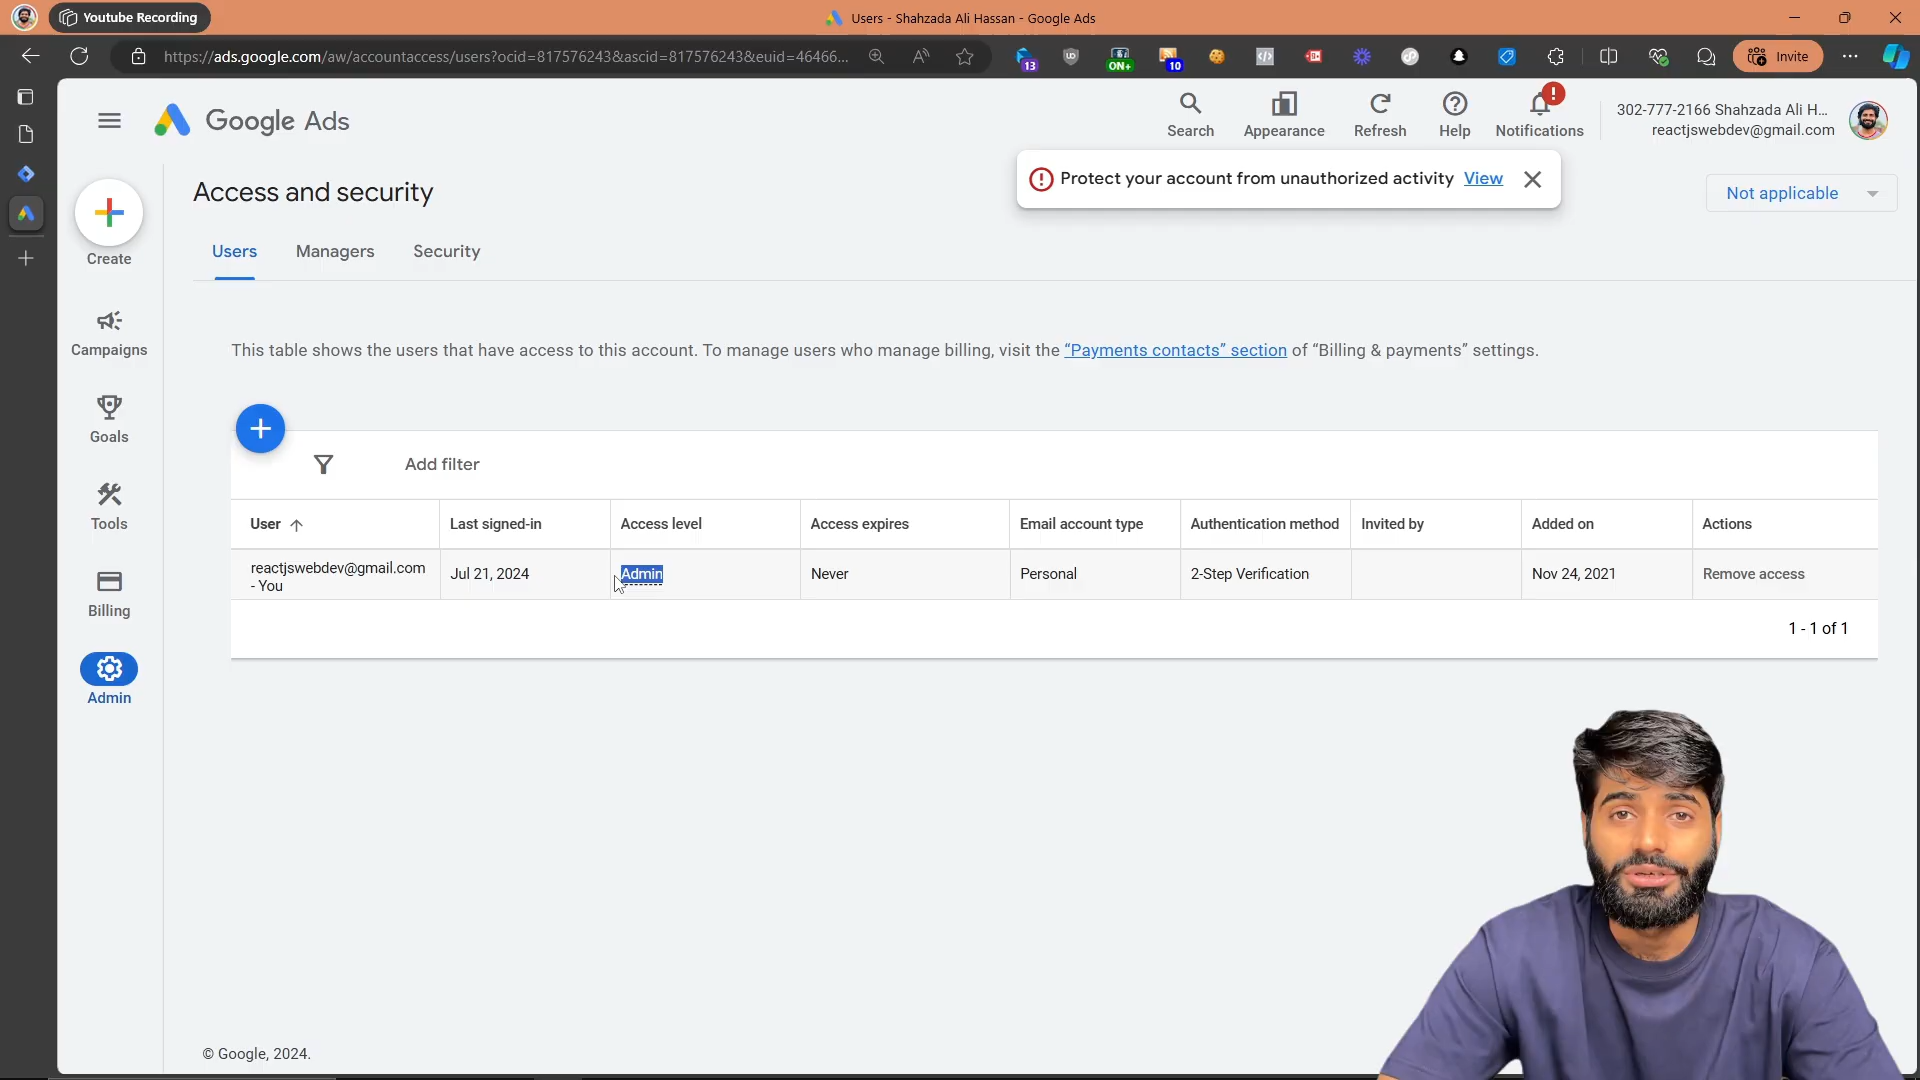 Youtube Recording
Users - Shahzada Ali Hassan - Google Ads
https://ads.google.com/aw/accountaccess/users?ocid=817576243&ascid=817576243&euid=46466...
13
ON+
10
Invite
Google Ads
Search
Appearance
Refresh
Help
Notifications
302-777-2166 Shahzada Ali H...
reactjswebdev@gmail.com
Protect your account from unauthorized activity View
Access and security
Not applicable
Create
Users
Managers
Security
Campaigns
This table shows the users that have access to this account. To manage users who manage billing, visit the “Payments contacts” section of “Billing & payments” settings.
Goals
Add filter
Tools
User
Last signed-in
Access level
Access expires
Email account type
Authentication method
Invited by
Added on
Actions
reactjswebdev@gmail.com
- You
Jul 21, 2024
Admin
Never
Personal
2-Step Verification
Nov 24, 2021
Remove access
Billing
1 - 1 of 1
Admin
© Google, 2024.